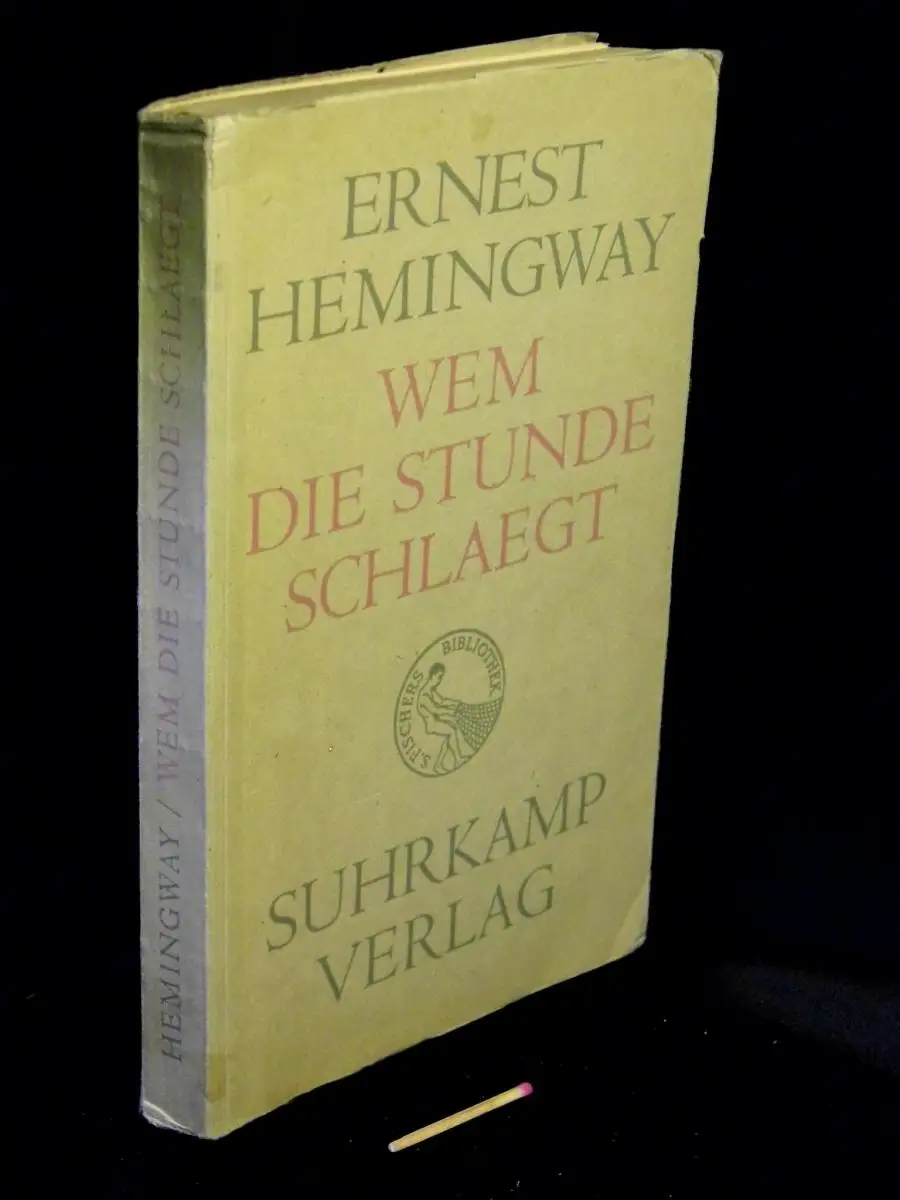 ERNEST
HEMINGWAY
WEM
DIE STUNDE
SCHLAEGT
S. FISCHERS BIBLIOTHEK
SUHRKAMP
VERLAG
HEMINGWAY / WEM DIE STUNDE SCHLAEGT